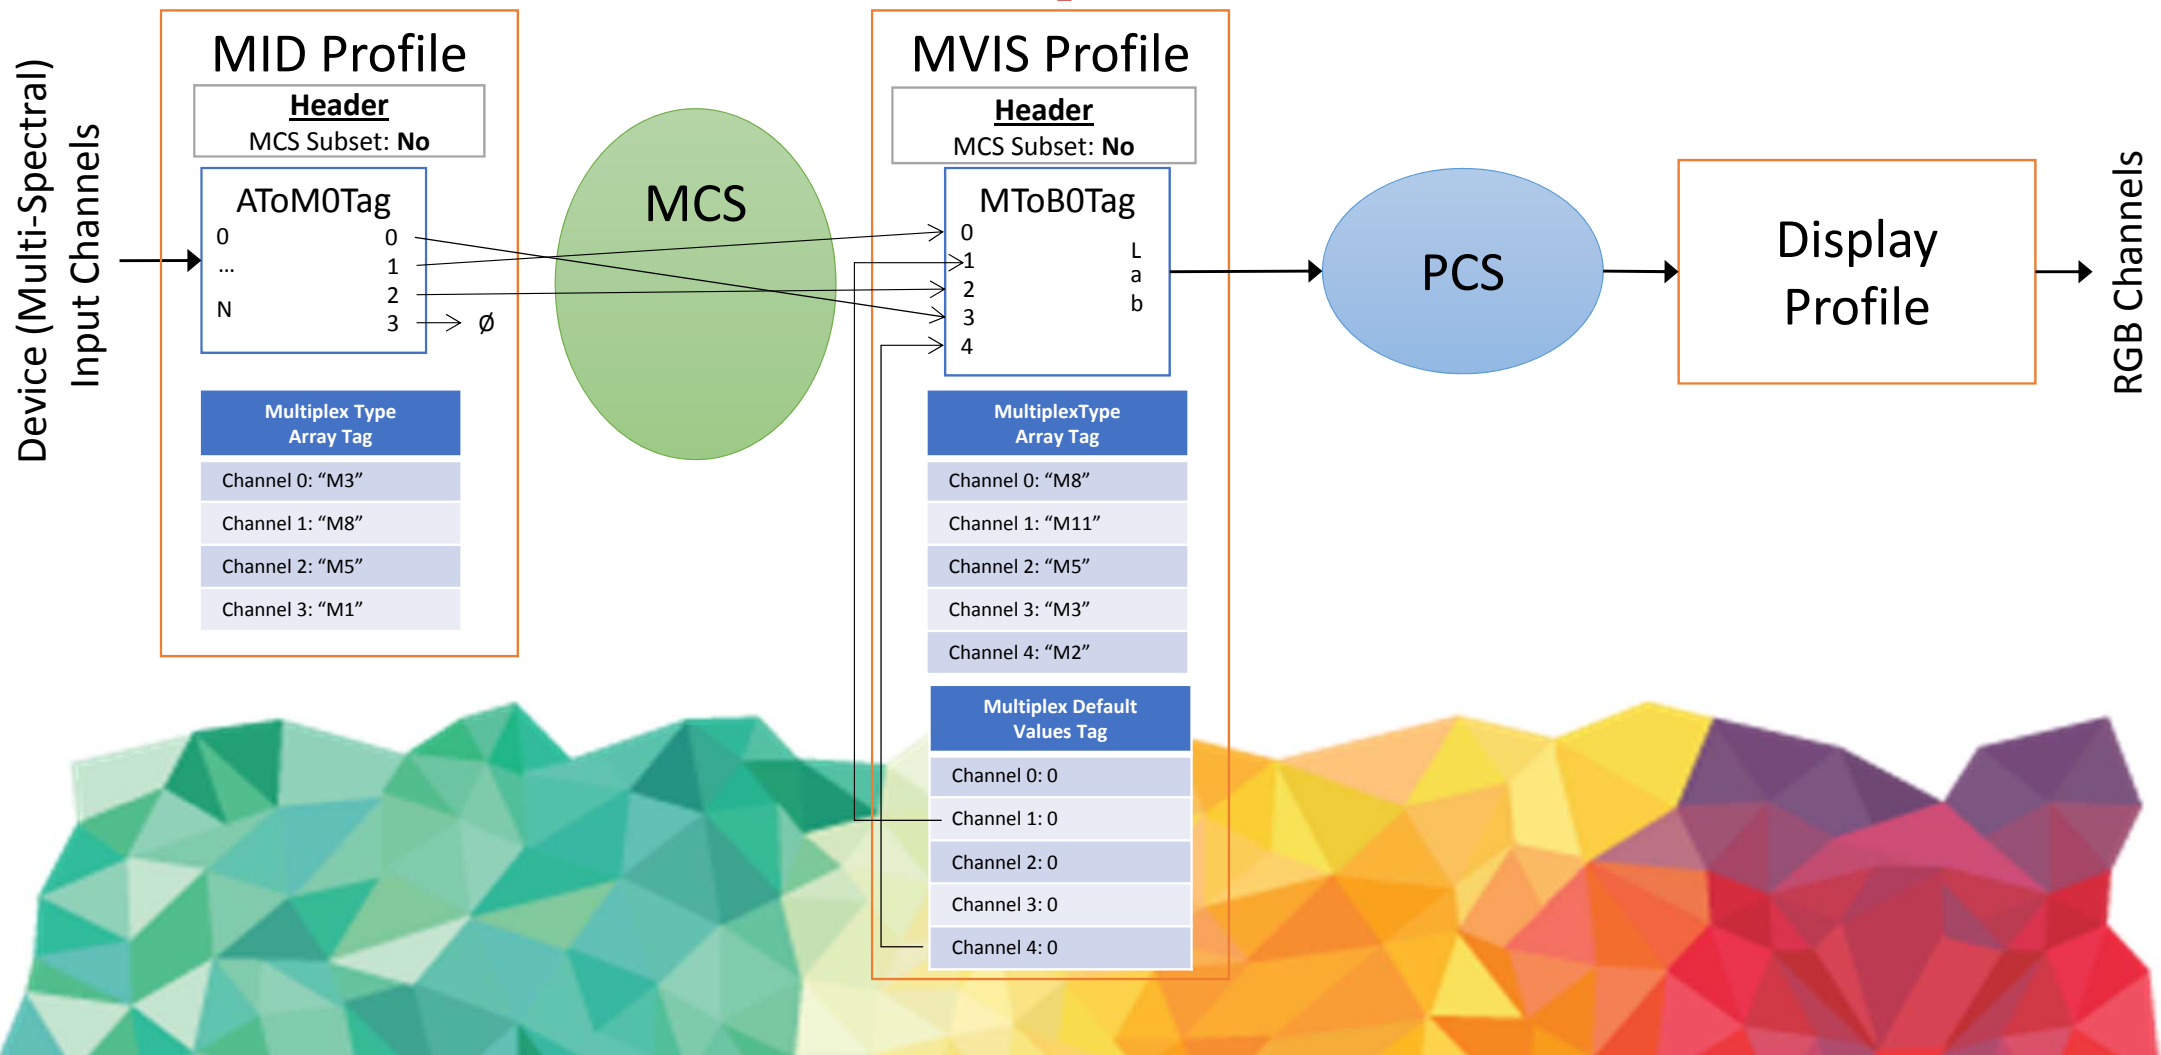 Device (Multi-Spectral)
Input Channels
MID Profile
Header
MCS Subset: No
AToM0Tag
0
...
N
0
1
2
3
Ø
Multiplex Type
Array Tag
Channel 0: “M3”
Channel 1: “M8”
Channel 2: “M5”
Channel 3: “M1”
MCS
MVIS Profile
Header
MCS Subset: No
MToB0Tag
0
1
2
3
4
L
a
b
MultiplexType
Array Tag
Channel 0: “M8”
Channel 1: “M11”
Channel 2: “M5”
Channel 3: “M3”
Channel 4: “M2”
Multiplex Default
Values Tag
Channel 0: 0
Channel 1: 0
Channel 2: 0
Channel 3: 0
Channel 4: 0
PCS
Display
Profile
RGB Channels